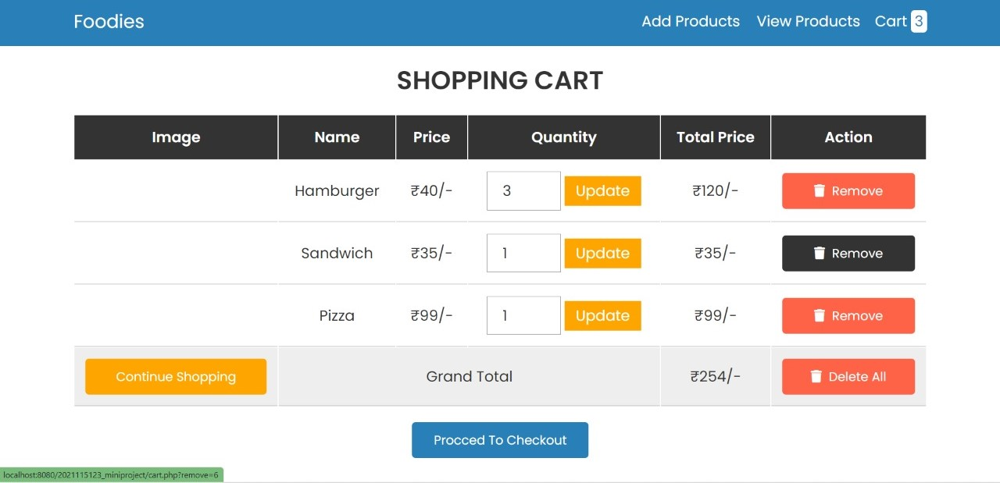 Foodies Add Products View Products Cart 3
SHOPPING CART
Image Name Price Quantity Total Price Action
Hamburger ₹40/- 3 Update ₹120/- Remove
Sandwich ₹35/- 1 Update ₹35/- Remove
Pizza ₹99/- 1 Update ₹99/- Remove
Continue Shopping Grand Total ₹254/- Delete All
Procced To Checkout
localhost:8080/2021115123_miniproject/cart.php?remove=6